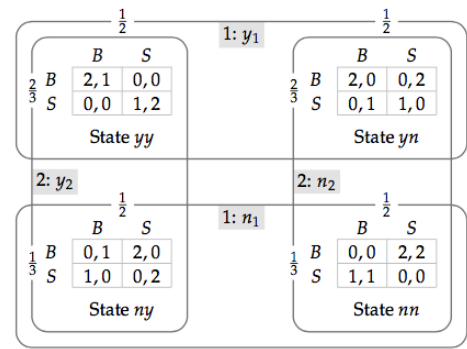 1/2 1: y₁ 1/2
B S B S
2/3 B 2, 1 0, 0 2/3 B 2, 0 0, 2
S 0, 0 1, 2 S 0, 1 1, 0
State yy State yn
2: y₂ 2: n₂
1/2 1: n₁ 1/2
B S B S
1/3 B 0, 1 2, 0 1/3 B 0, 0 2, 2
S 1, 0 0, 2 S 1, 1 0, 0
State ny State nn